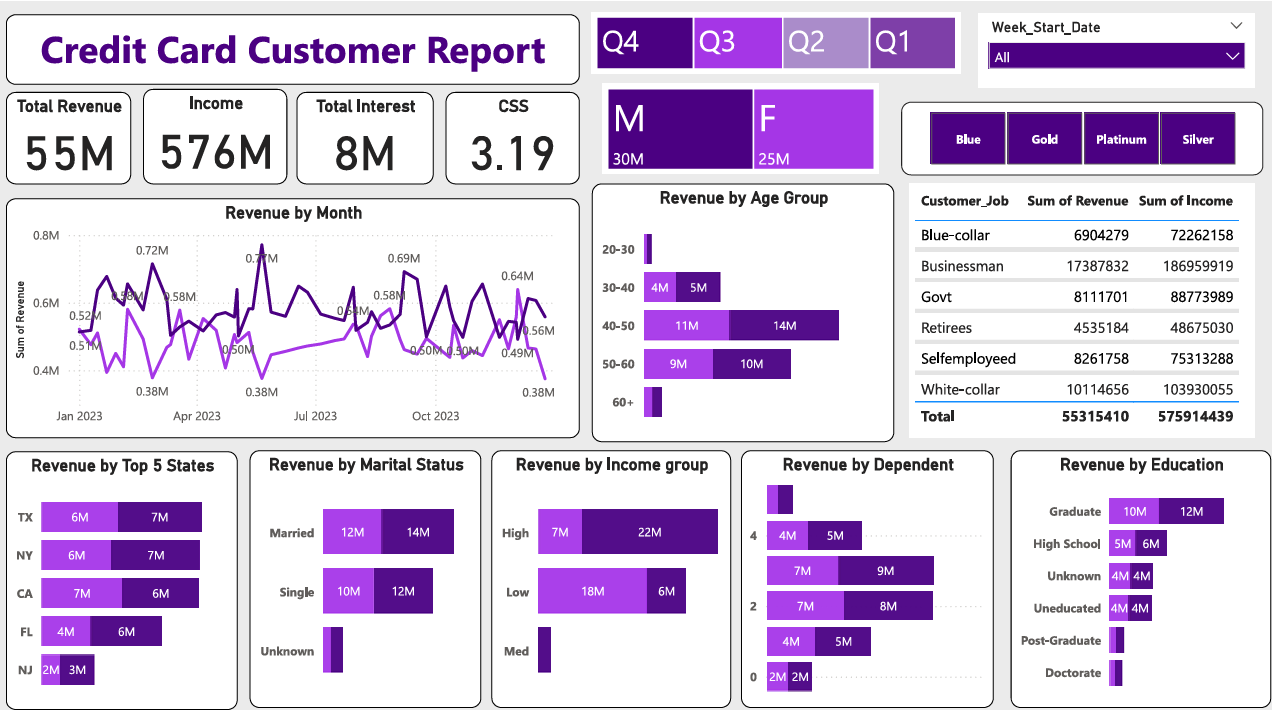 Credit Card Customer Report
Q4 Q3 Q2 Q1
Week_Start_Date
All
Total Revenue
55M
Income
576M
Total Interest
8M
CSS
3.19
M
30M
F
25M
Blue Gold Platinum Silver
Revenue by Month
Sum of Revenue
0.8M
0.6M
0.4M
0.72M
0.77M
0.69M
0.64M
0.58M
0.58M
0.58M
0.54M
0.52M
0.51M
0.56M
0.50M
0.50M
0.50M
0.49M
0.38M
0.38M
0.38M
Jan 2023 Apr 2023 Jul 2023 Oct 2023
Revenue by Age Group
20-30
30-40 4M 5M
40-50 11M 14M
50-60 9M 10M
60+
Customer_Job Sum of Revenue Sum of Income
Blue-collar 6904279 72262158
Businessman 17387832 186959919
Govt 8111701 88773989
Retirees 4535184 48675030
Selfemployeed 8261758 75313288
White-collar 10114656 103930055
Total 55315410 575914439
Revenue by Top 5 States
TX 6M 7M
NY 6M 7M
CA 7M 6M
FL 4M 6M
NJ 2M 3M
Revenue by Marital Status
Married 12M 14M
Single 10M 12M
Unknown
Revenue by Income group
High 7M 22M
Low 18M 6M
Med
Revenue by Dependent
4 4M 5M
7M 9M
2 7M 8M
4M 5M
0 2M 2M
Revenue by Education
Graduate 10M 12M
High School 5M 6M
Unknown 4M 4M
Uneducated 4M 4M
Post-Graduate
Doctorate